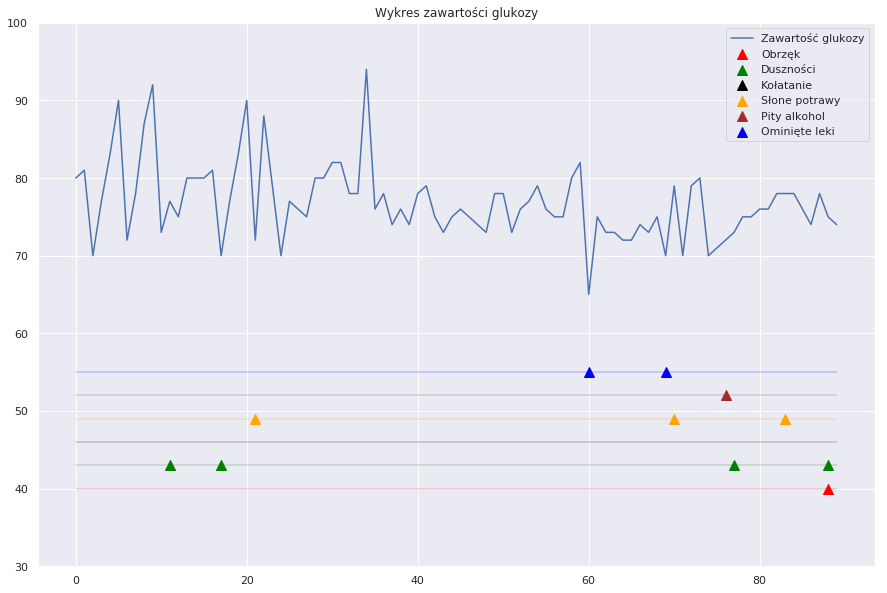 Wykres zawartości glukozy
100
90
80
70
60
50
40
30
0
20
40
60
80
Zawartość glukozy
Obrzęk
Duszności
Kołatanie
Słone potrawy
Pity alkohol
Ominięte leki